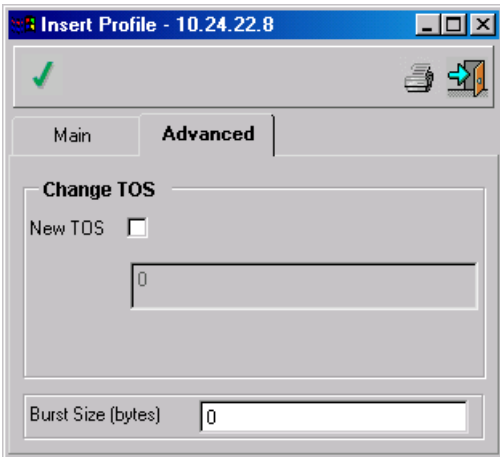 Insert Profile - 10.24.22.8
Main
Advanced
Change TOS
New TOS
0
Burst Size (bytes)
0